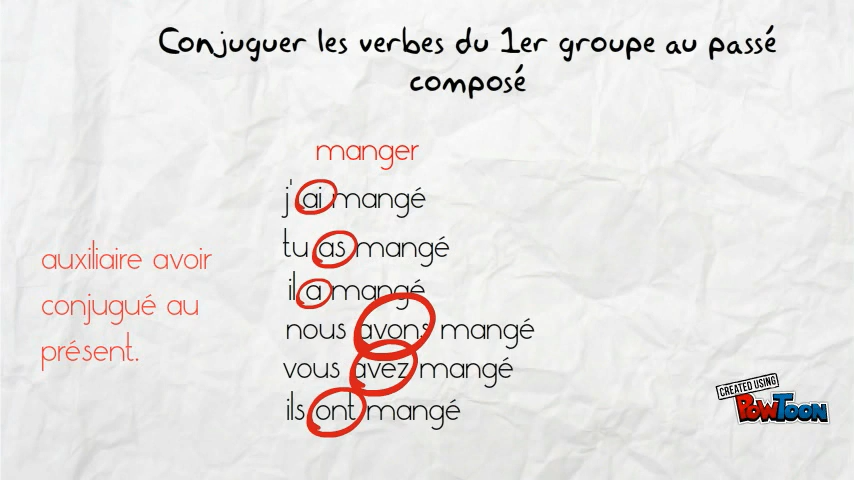 Conjuguer les verbes du 1er groupe au passé
composé
manger
j'ai mangé
tu as mangé
il a mangé
nous avons mangé
vous avez mangé
ils ont mangé
auxiliaire avoir
conjugué au
présent.
CREATED USING
POWTOON